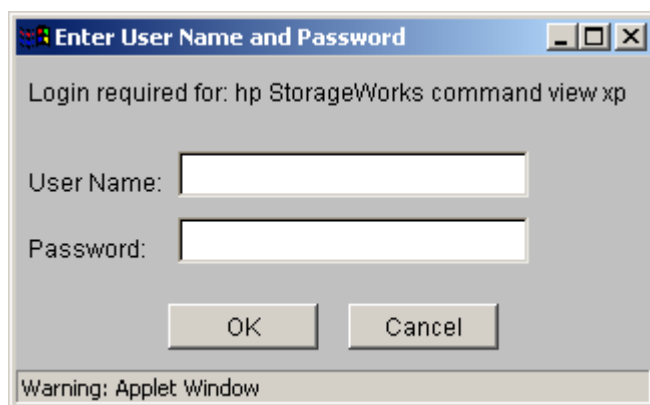 Enter User Name and Password
Login required for: hp StorageWorks command view xp
User Name:
Password:
OK Cancel
Warning: Applet Window